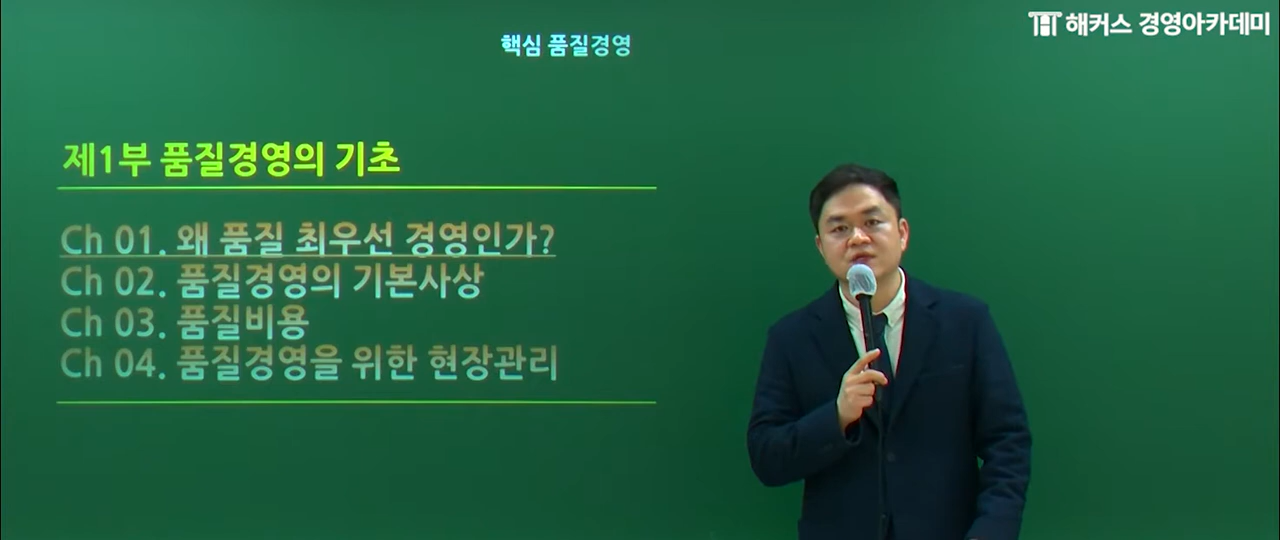 해커스 경영아카데미
핵심 품질경영
제1부 품질경영의 기초
Ch 01. 왜 품질 최우선 경영인가?
Ch 02. 품질경영의 기본사상
Ch 03. 품질비용
Ch 04. 품질경영을 위한 현장관리